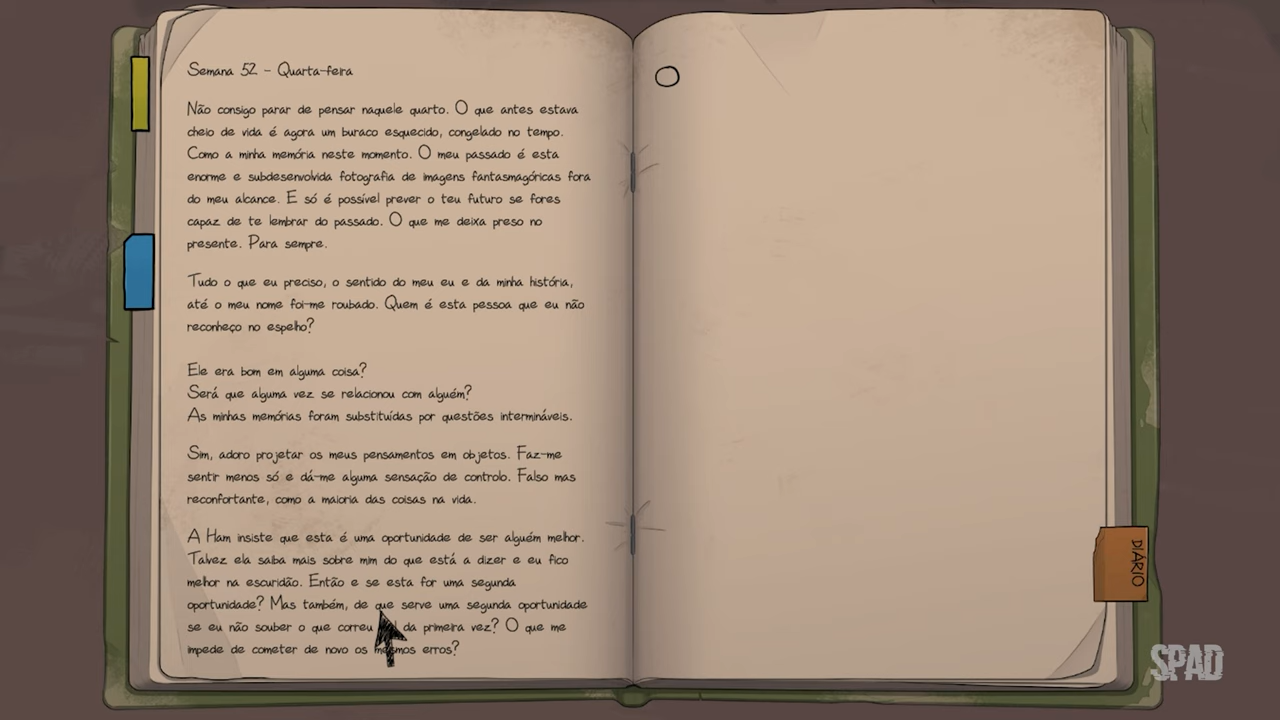 Semana 52 - Quarta-feira
Não consigo parar de pensar naquele quarto. O que antes estava
cheio de vida é agora um buraco esquecido, congelado no tempo.
Como a minha memória neste momento. O meu passado é esta
enorme e subdesenvolvida fotografia de imagens fantasmagóricas fora
do meu alcance. E só é possível prever o teu futuro se fores
capaz de te lembrar do passado. O que me deixa preso no
presente. Para sempre.
Tudo o que eu preciso, o sentido do meu eu e da minha história,
até o meu nome foi-me roubado. Quem é esta pessoa que eu não
reconheço no espelho?
Ele era bom em alguma coisa?
Será que alguma vez se relacionou com alguém?
As minhas memórias foram substituídas por questões intermináveis.
Sim, adoro projetar os meus pensamentos em objetos. Faz-me
sentir menos só e dá-me alguma sensação de controlo. Falso mas
reconfortante, como a maioria das coisas na vida.
A Ham insiste que esta é uma oportunidade de ser alguém melhor.
Talvez ela saiba mais sobre mim do que está a dizer e eu fico
melhor na escuridão. Então e se esta for uma segunda
oportunidade? Mas também, de que serve uma segunda oportunidade
se eu não souber o que correu da primeira vez? O que me
impede de cometer de novo os mesmos erros?
O
DIÁRIO
SPAD